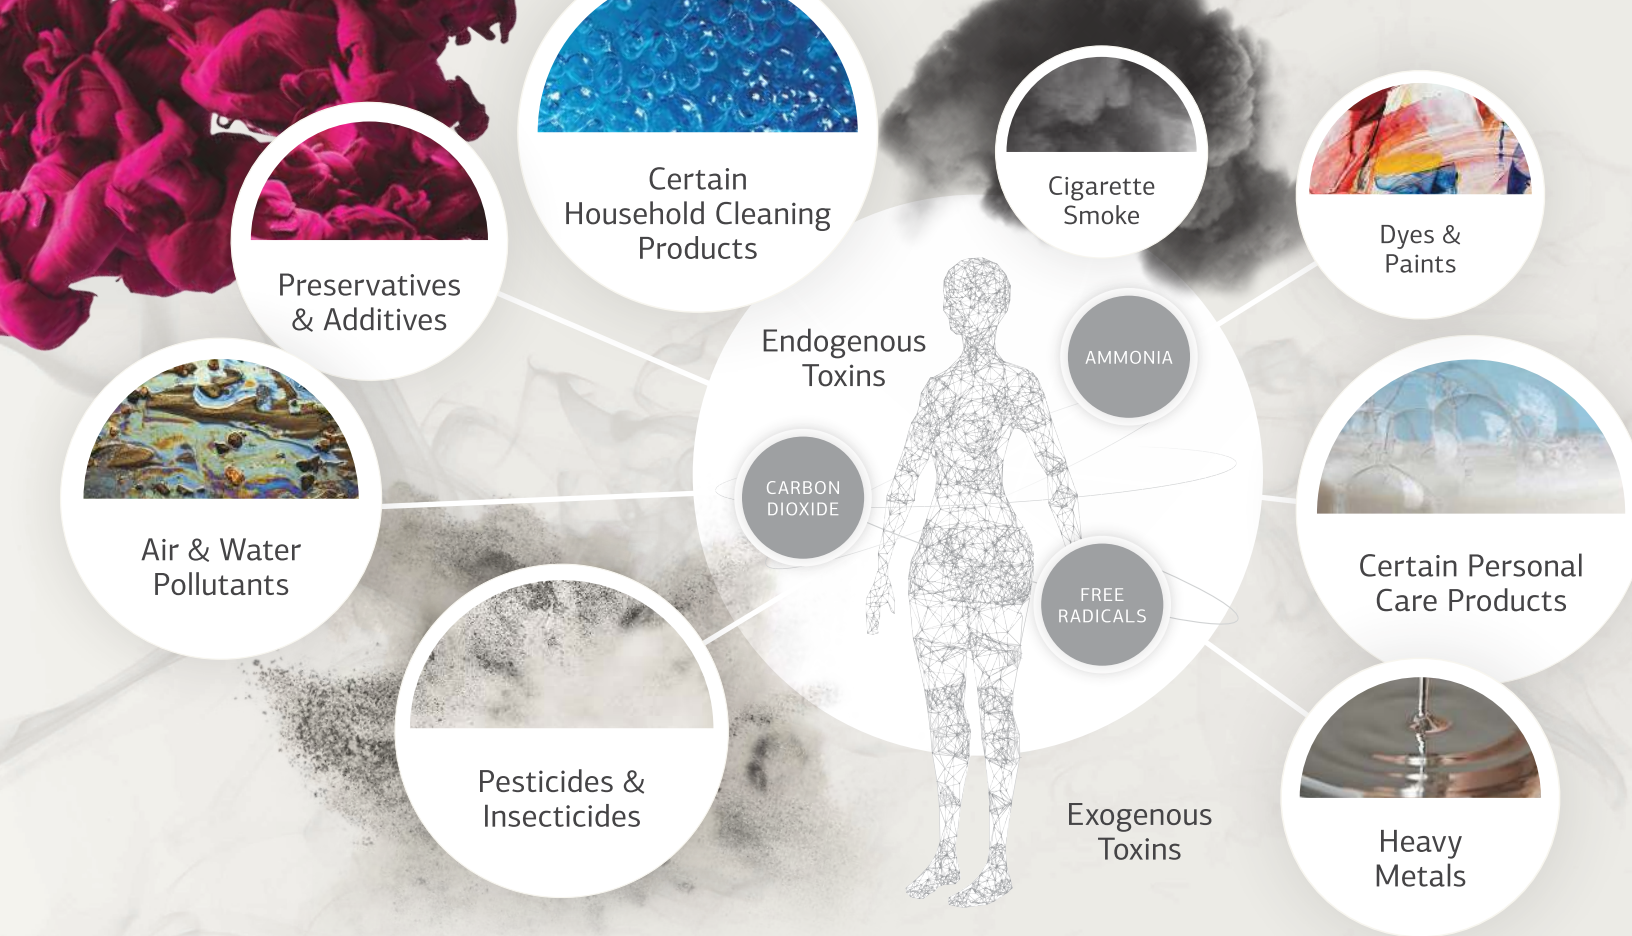 Certain
Household Cleaning
Products
Cigarette
Smoke
Dyes &
Paints
Preservatives
& Additives
Endogenous
Toxins
AMMONIA
CARBON
DIOXIDE
Air & Water
Pollutants
FREE
RADICALS
Certain Personal
Care Products
Pesticides &
Insecticides
Exogenous
Toxins
Heavy
Metals